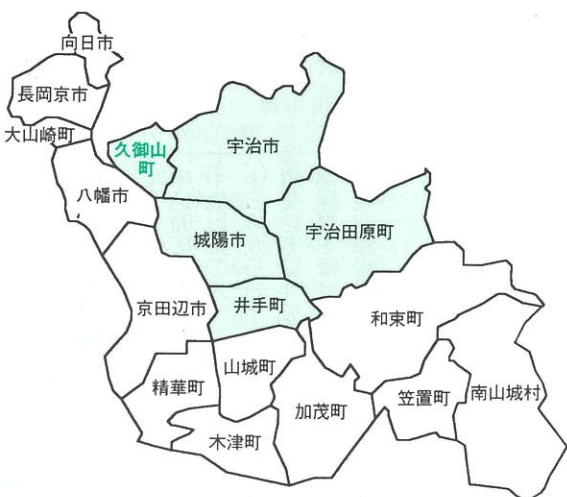 向日市
長岡京市
大山崎町
久御山
町
宇治市
八幡市
城陽市
宇治田原町
京田辺市
井手町
和束町
山城町
精華町
加茂町
笠置町
南山城村
木津町